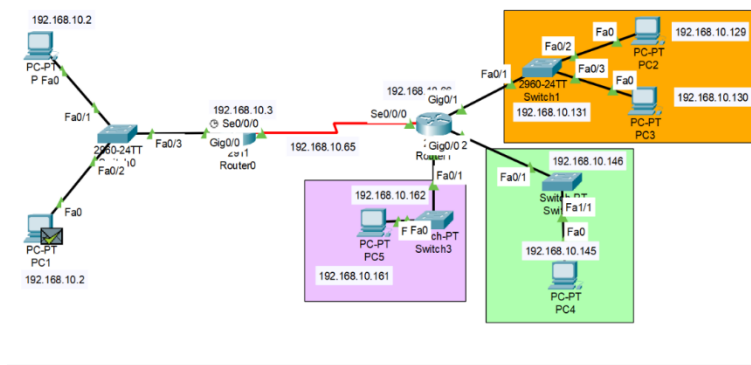 192.168.10.2
PC-PT
P Fa0
Fa0/1
2960-24TT
Fa0/2
Fa0/3
Fa0
PC-PT
PC1
192.168.10.2
192.168.10.3
Se0/0/0
Gig0/0
2911
Router0
192.168.10.65
Se0/0/0
Gig0/1
Gig0/0
Fa0/1
192.168.10.162
Fa0
Switch3
PC-PT
PC5
192.168.10.161
Fa0/1
2960-24TT
Switch1
Fa0/2
Fa0/3
192.168.10.131
Fa0
PC-PT
PC2
192.168.10.129
Fa0
PC-PT
PC3
192.168.10.130
192.168.10.146
Fa0/1
Fa1/1
Fa0
192.168.10.145
PC-PT
PC4